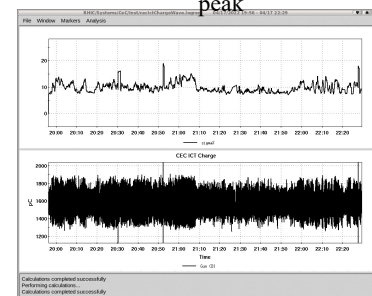 peak
File Window Markers Analysis
20
10
0
20:00 20:10 20:20 20:30 20:40 20:50 21:00 21:10 21:20 21:30 21:40 21:50 22:00 22:10 22:20
CEC ICT Charge
2000
1800
pC
1600
1400
1200
20:00 20:10 20:20 20:30 20:40 20:50 21:00 21:10 21:20 21:30 21:40 21:50 22:00 22:10 22:20
Time
Calculations completed successfully
Performing calculations...
Calculations completed successfully